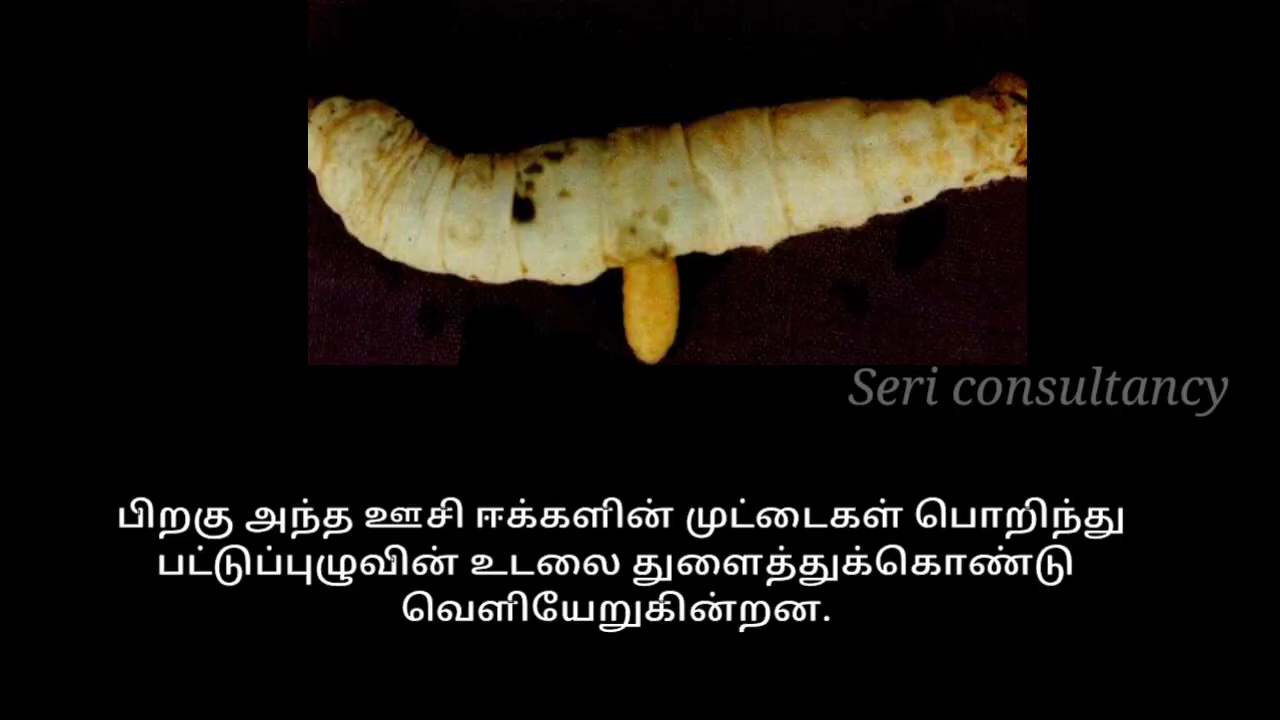 Seri consultancy
பிறகு அந்த ஊசி ஈக்களின் முட்டைகள் பொறிந்து
பட்டுப்புழுவின் உடலை துளைத்துக்கொண்டு
வெளியேறுகின்றன.